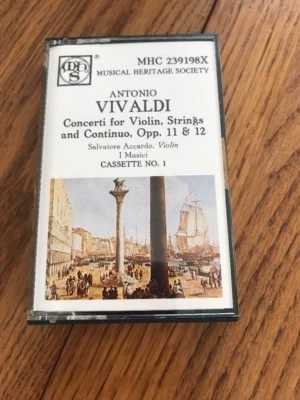 MHS
MHC 239198X
MUSICAL HERITAGE SOCIETY
ANTONIO
VIVALDI
Concerti for Violin, Strings
and Continuo, Opp. 11 & 12
Salvatore Accardo, Violin
I Musici
CASSETTE NO. 1